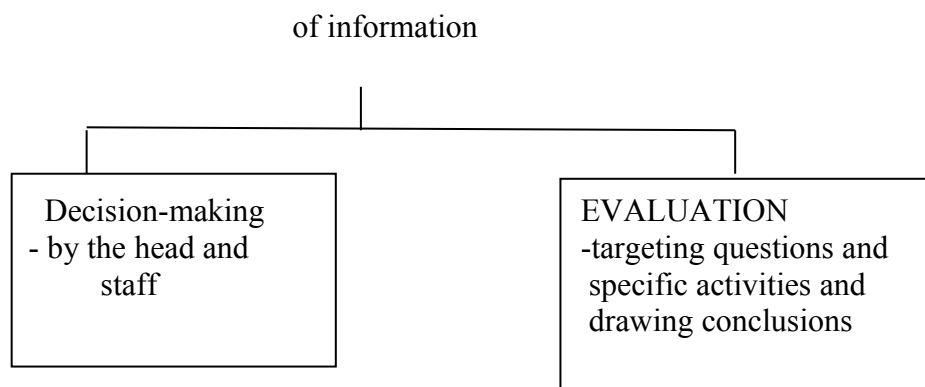 of information
Decision-making
- by the head and
staff
EVALUATION
-targeting questions and
specific activities and
drawing conclusions